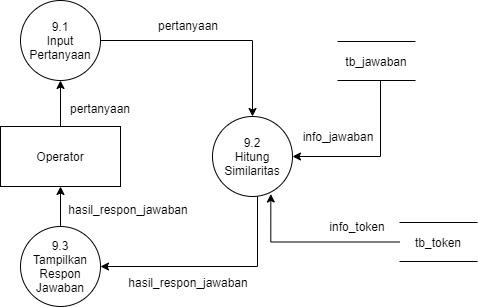 9.1
Input
Pertanyaan
pertanyaan
tb_jawaban
pertanyaan
info_jawaban
9.2
Hitung
Similaritas
Operator
hasil_respon_jawaban
info_token
tb_token
9.3
Tampilkan
Respon
Jawaban
hasil_respon_jawaban